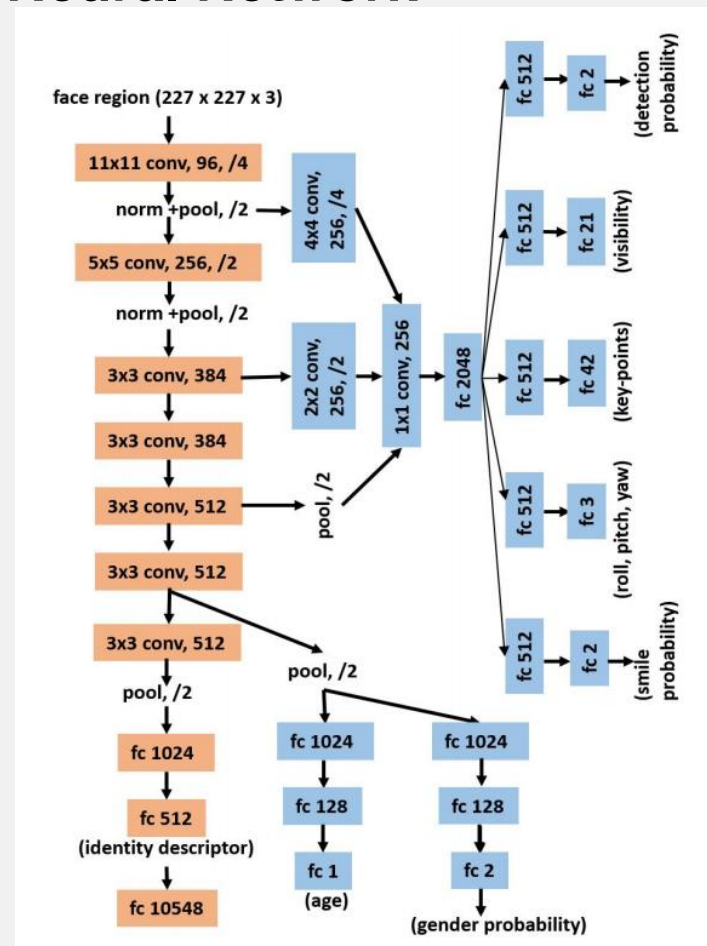 face region (227 x 227 x 3)
11x11 conv, 96, /4
norm +pool, /2
5x5 conv, 256, /2
norm +pool, /2
3x3 conv, 384
3x3 conv, 384
3x3 conv, 512
3x3 conv, 512
3x3 conv, 512
pool, /2
fc 1024
fc 512
(identity descriptor)
fc 10548
4x4 conv,
256, /4
2x2 conv,
256, /2
pool, /2
1x1 conv, 256
fc 2048
fc 512
fc 2
(detection
probability)
fc 512
fc 21
(visibility)
fc 512
fc 42
(key-points)
fc 512
fc 3
(roll, pitch, yaw)
fc 512
fc 2
(smile
probability)
pool, /2
fc 1024
fc 128
fc 1
(age)
fc 1024
fc 128
fc 2
(gender probability)